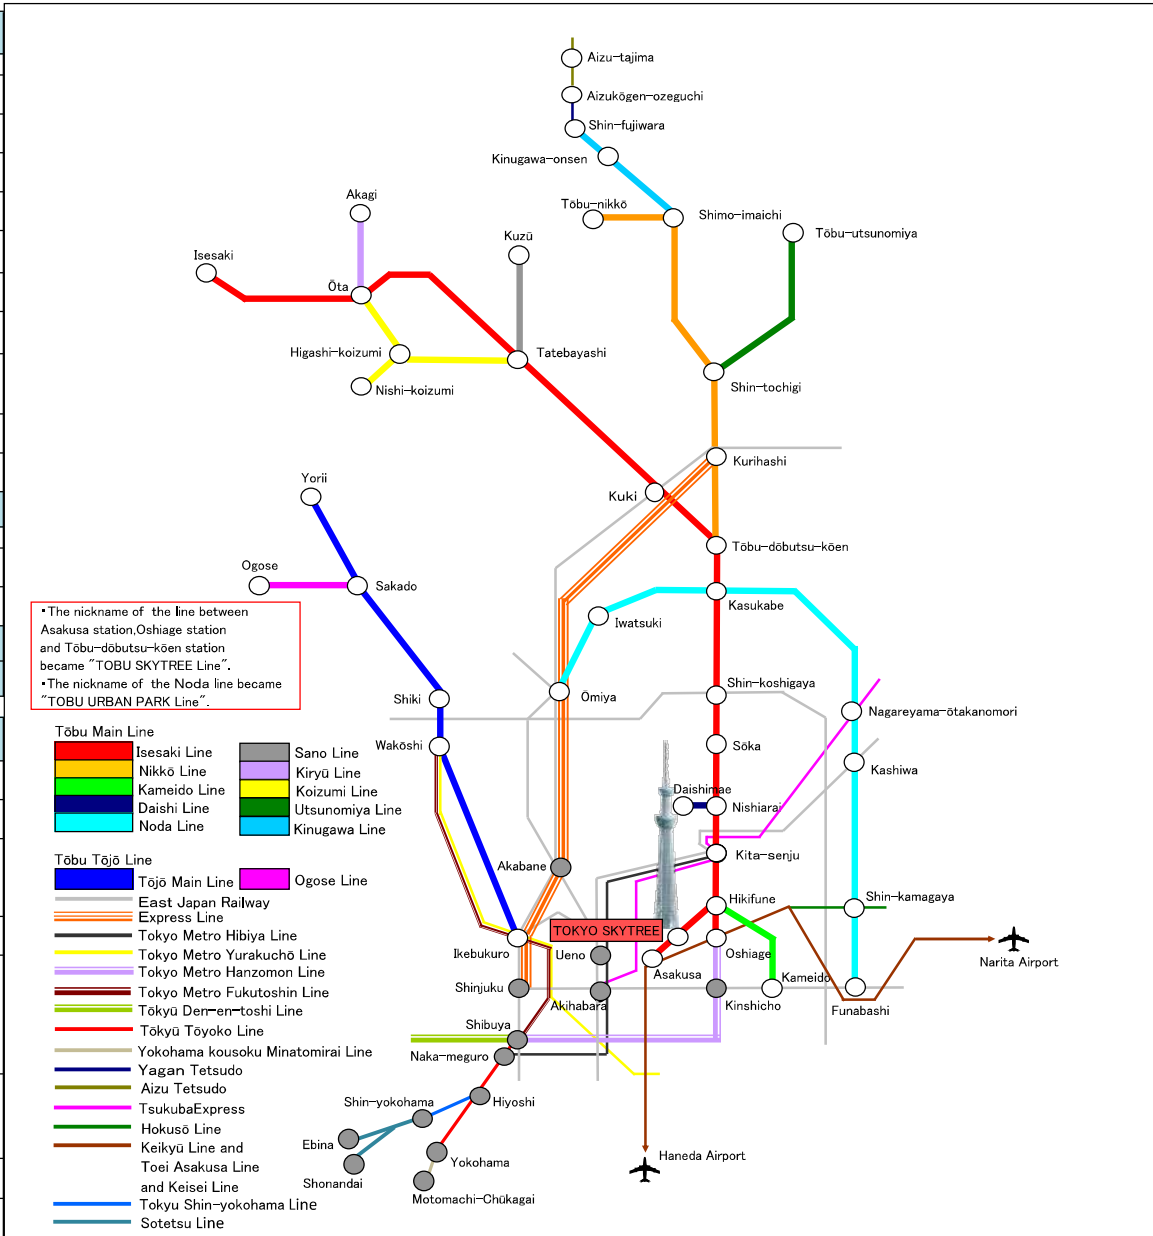 Aizu-tajima
Aizukōgen-ozeguchi
Shin-fujiwara
Kinugawa-onsen
Akagi
Tōbu-nikkō
Shimo-imaichi
Tōbu-utsunomiya
Kuzū
Isesaki
Ōta
Higashi-koizumi
Tatebayashi
Nishi-koizumi
Shin-tochigi
Kurihashi
Yorii
Kuki
Tōbu-dōbutsu-kōen
Ogose
Sakado
Kasukabe
Iwatsuki
▪The nickname of the line between
Asakusa station,Oshiage station
and Tōbu-dōbutsu-kōen station
became "TOBU SKYTREE Line".
▪The nickname of the Noda line became
"TOBU URBAN PARK Line".
Shiki
Ōmiya
Shin-koshigaya
Nagareyama-ōtakanomori
Wakōshi
Sōka
Kashiwa
Daishimae
Nishiarai
Akabane
Kita-senju
Hikifune
Shin-kamagaya
TOKYO SKYTREE
Ikebukuro
Ueno
Asakusa
Oshiage
Narita Airport
Shinjuku
Akihabara
Kinshicho
Kameido
Funabashi
Shibuya
Naka-meguro
Shin-yokohama
Hiyoshi
Ebina
Shonandai
Yokohama
Motomachi-Chūkagai
Haneda Airport
Tōbu Main Line
Isesaki Line
Nikkō Line
Kameido Line
Daishi Line
Noda Line
Sano Line
Kiryū Line
Koizumi Line
Utsunomiya Line
Kinugawa Line
Tōbu Tōjō Line
Tōjō Main Line
Ogose Line
East Japan Railway
Express Line
Tokyo Metro Hibiya Line
Tokyo Metro Yurakuchō Line
Tokyo Metro Hanzomon Line
Tokyo Metro Fukutoshin Line
Tōkyū Den-en-toshi Line
Tōkyū Tōyoko Line
Yokohama kousoku Minatomirai Line
Yagan Tetsudo
Aizu Tetsudo
TsukubaExpress
Hokusō Line
Keikyū Line and
Toei Asakusa Line
and Keisei Line
Tokyu Shin-yokohama Line
Sotetsu Line